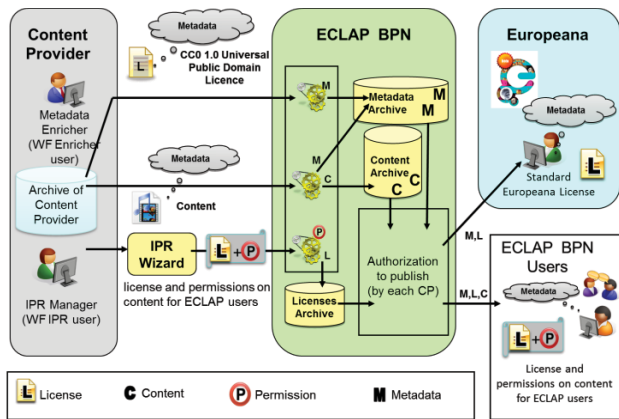 Content Provider
Metadata Enricher (WF Enricher user)
Archive of Content Provider
IPR Manager (WF IPR user)
Metadata
L
CC0 1.0 Universal Public Domain Licence
Metadata
Content
IPR Wizard
L + P
license and permissions on content for ECLAP users
ECLAP BPN
M
Metadata Archive
M
M
M
C
Content Archive
C
C
P
L
Licenses Archive
Authorization to publish (by each CP)
M,L
M,L,C
Europeana
Metadata
L
Standard Europeana License
ECLAP BPN Users
Metadata
L + P
License and permissions on content for ECLAP users
L License
C Content
P Permission
M Metadata